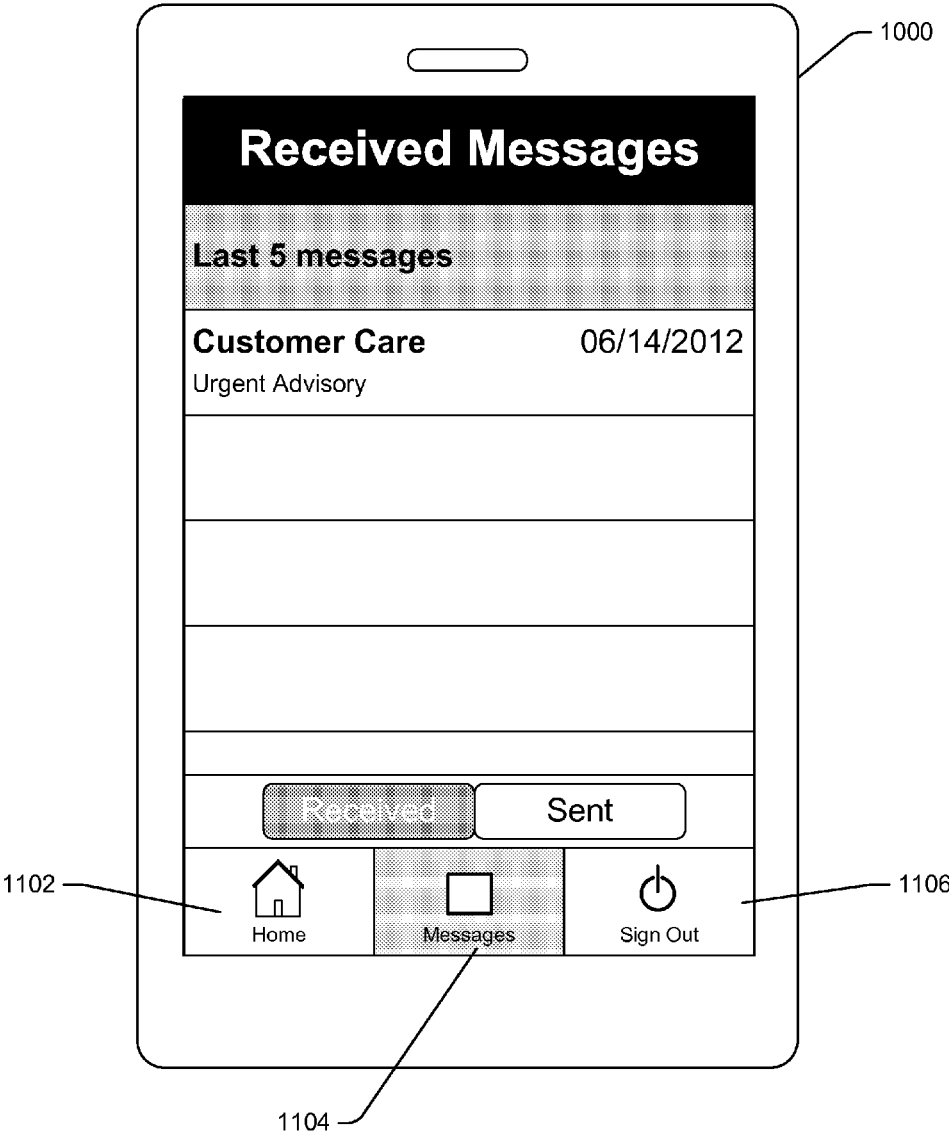 1000
Received Messages
Last 5 messages
Customer Care 06/14/2012
Urgent Advisory
Received Sent
1102 1106
Home Messages Sign Out
1104